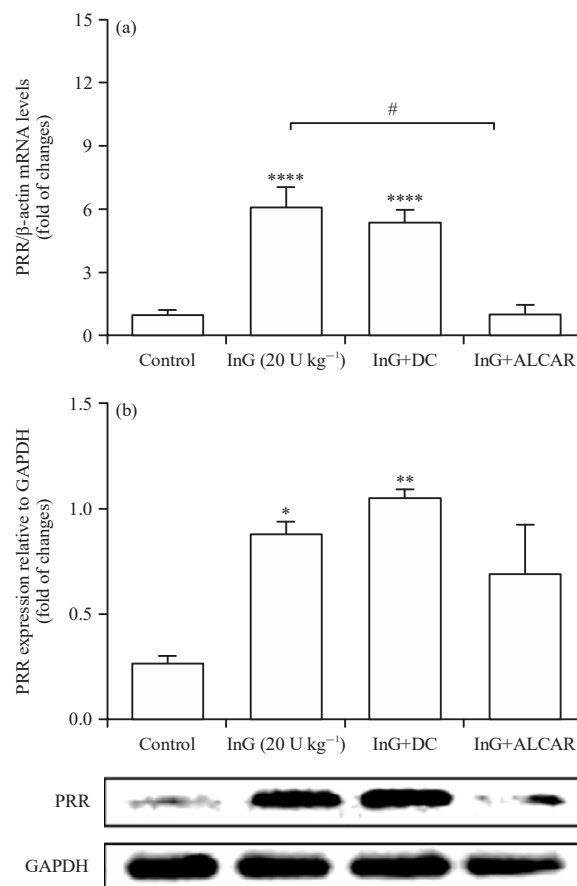 (a)
PRR/β-actin mRNA levels
(fold of changes)
15
12
9
6
3
0
#
****
****
Control
InG (20 U kg⁻¹)
InG+DC
InG+ALCAR
(b)
PRR expression relative to GAPDH
(fold of changes)
1.5
1.0
0.5
0.0
*
**
Control
InG (20 U kg⁻¹)
InG+DC
InG+ALCAR
PRR
GAPDH